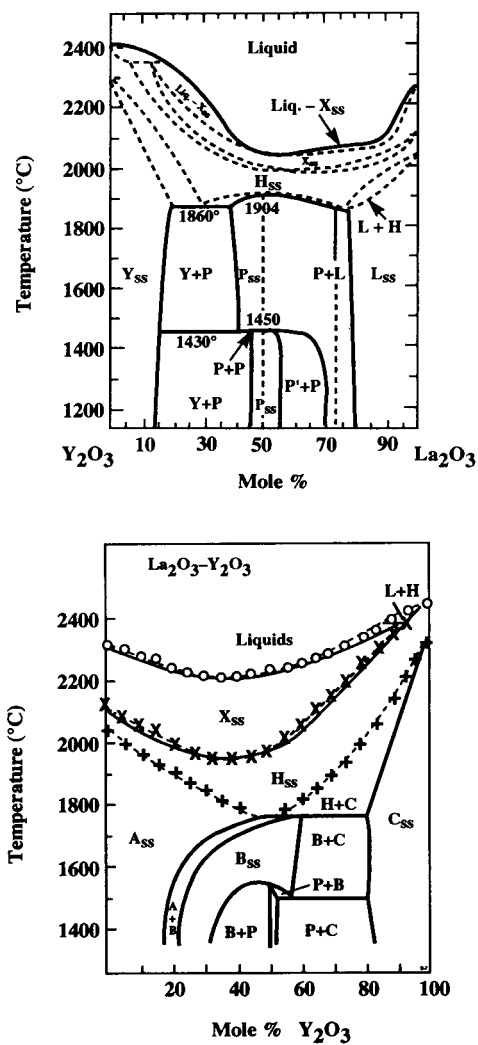 2400
2200
2000
1800
1600
1400
1200
Temperature (°C)
Liquid
Liq. – Xss
Liq. – Xss
Xss
Hss
1860°
1904
L + H
Yss
Y+P
Pss
P+L
Lss
1450
1430°
P+P
Y+P
Pss
P'+P
Y2O3
10
30
50
70
90
La2O3
Mole %
La2O3–Y2O3
2400
2200
2000
1800
1600
1400
Temperature (°C)
L+H
Liquids
Xss
Hss
H+C
Ass
Bss
B+C
Css
P+B
A + B
B+P
P+C
20
40
60
80
100
Mole % Y2O3